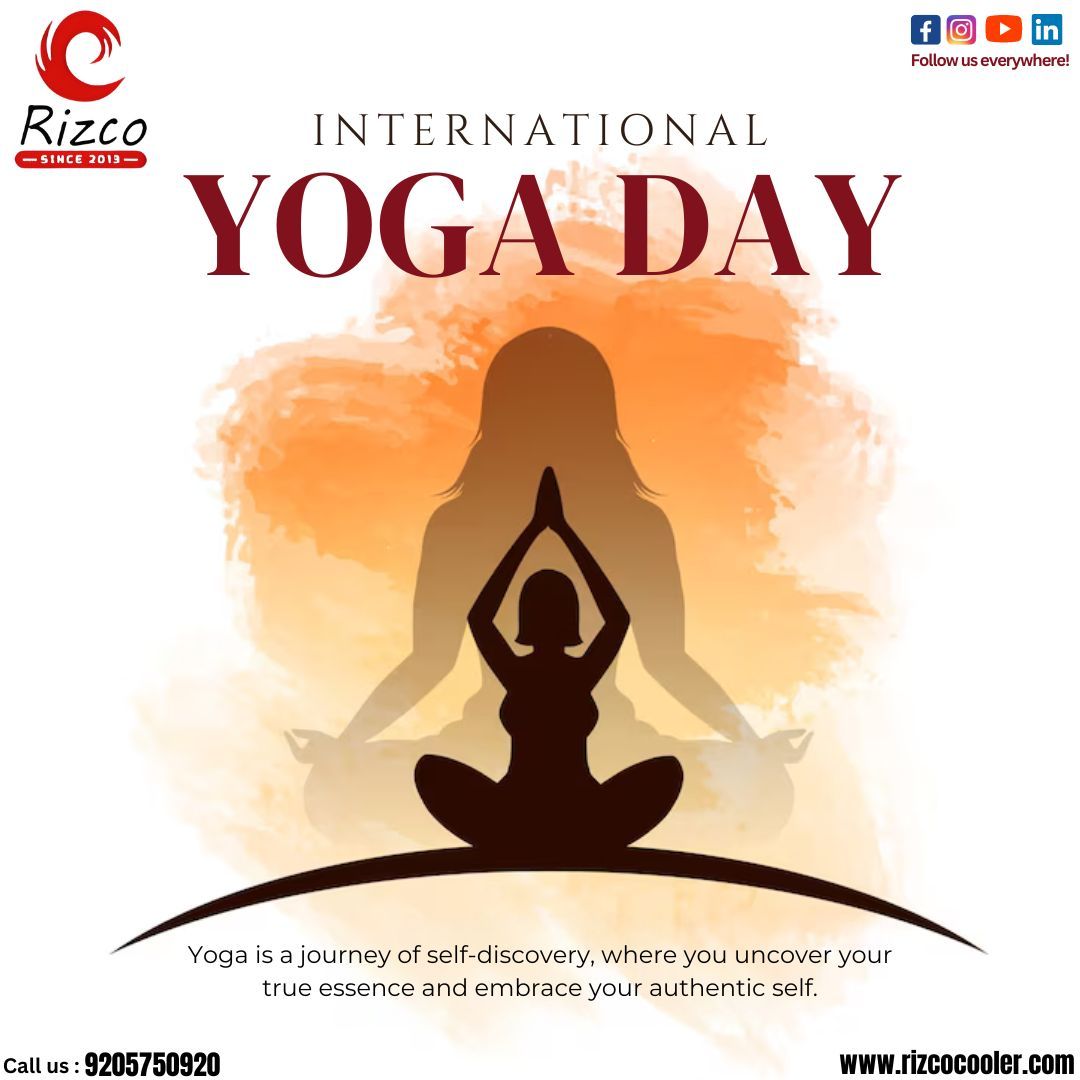 Rizco
SINCE 2013
Follow us everywhere!
INTERNATIONAL
YOGA DAY
Yoga is a journey of self-discovery, where you uncover your
true essence and embrace your authentic self.
Call us : 9205750920
www.rizcocooler.com